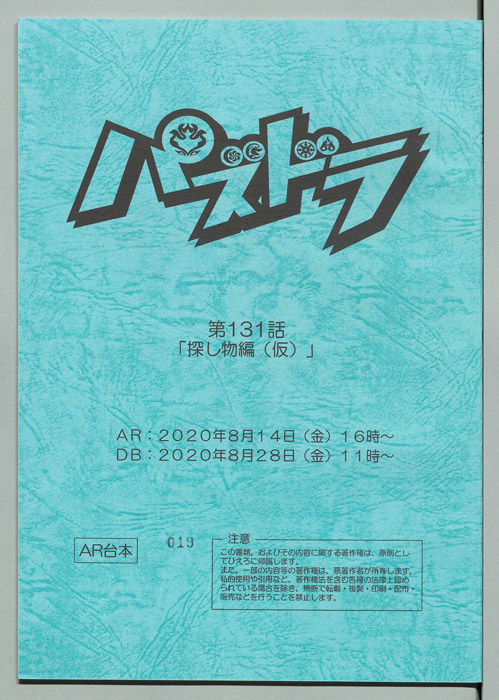 パズドラ
第131話
「探し物編（仮）」
AR：2020年8月14日（金）16時～
DB：2020年8月28日（金）11時～
AR台本
019
注意
この書類、およびその内容に関する著作権は、原則とし
てひえろに帰属します。
また、一部の内容等の著作権は、原著作者が所有します。
私的使用や引用など、著作権法を含む各種の法律上認め
られている場合を除き、無断で転載・複製・印刷・配布・
販売などを行うことを禁止します。